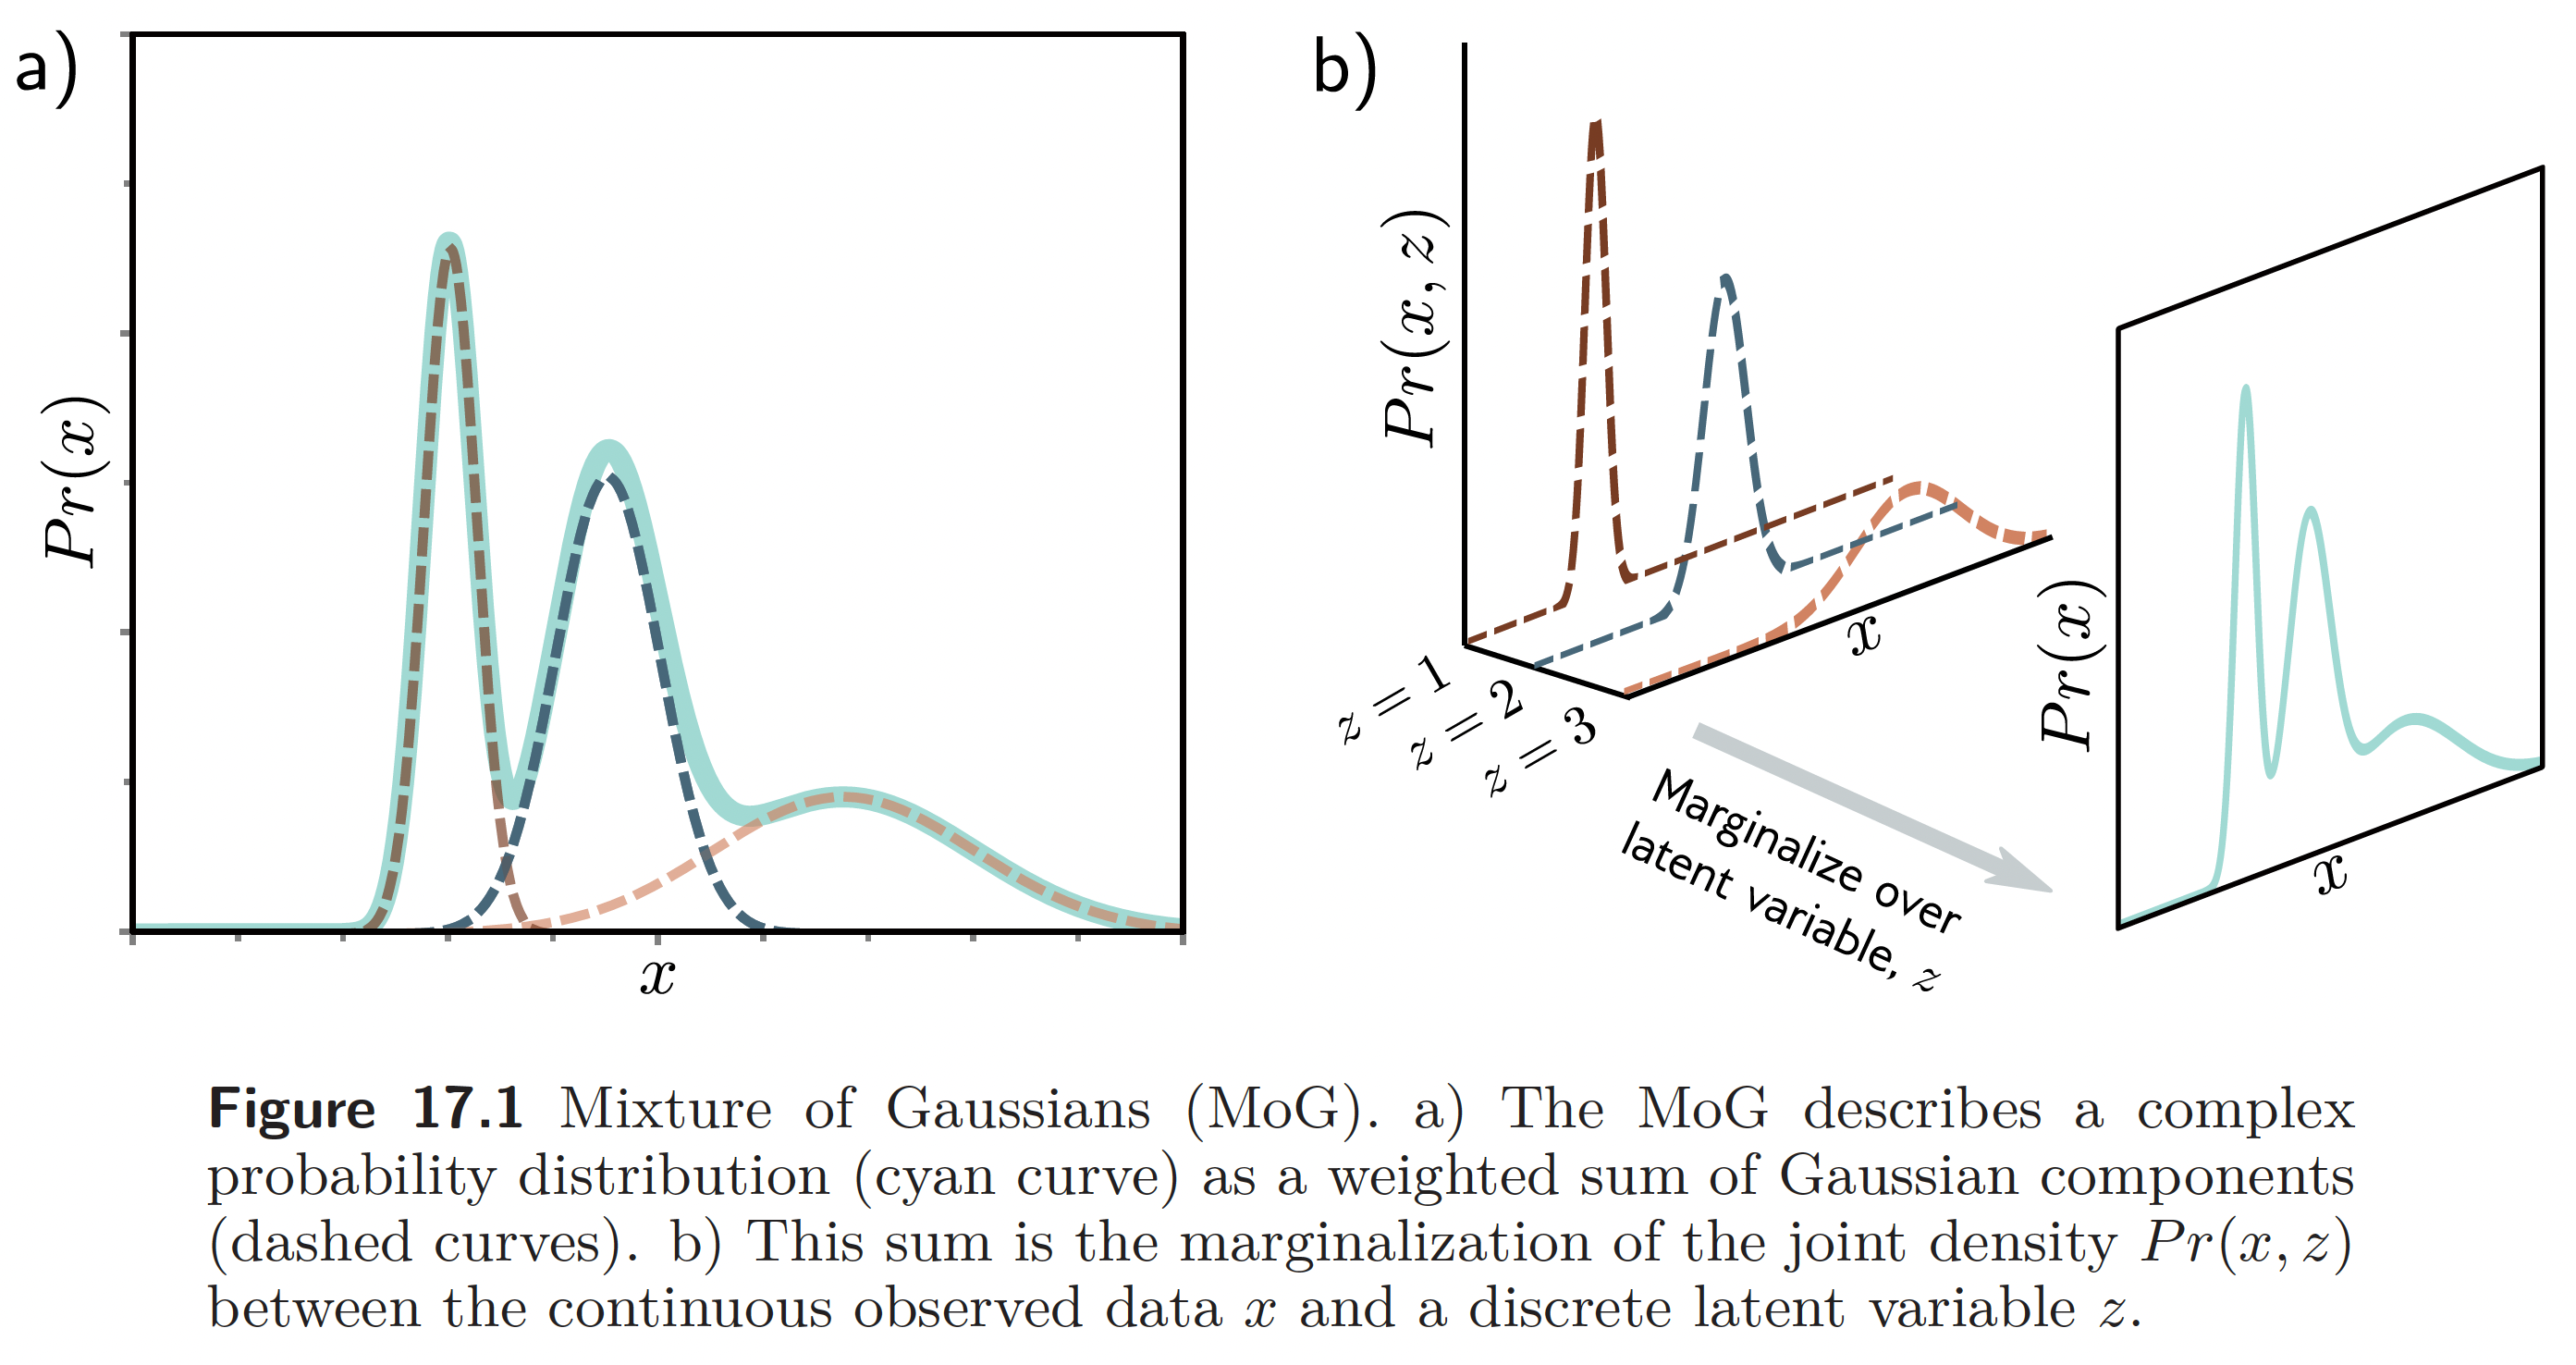 a)
Pr(x)
x
b)
Pr(x, z)
z = 1
z = 2
z = 3
x
Marginalize over
latent variable, z
Pr(x)
x
Figure 17.1 Mixture of Gaussians (MoG). a) The MoG describes a complex
probability distribution (cyan curve) as a weighted sum of Gaussian components
(dashed curves). b) This sum is the marginalization of the joint density Pr(x, z)
between the continuous observed data x and a discrete latent variable z.